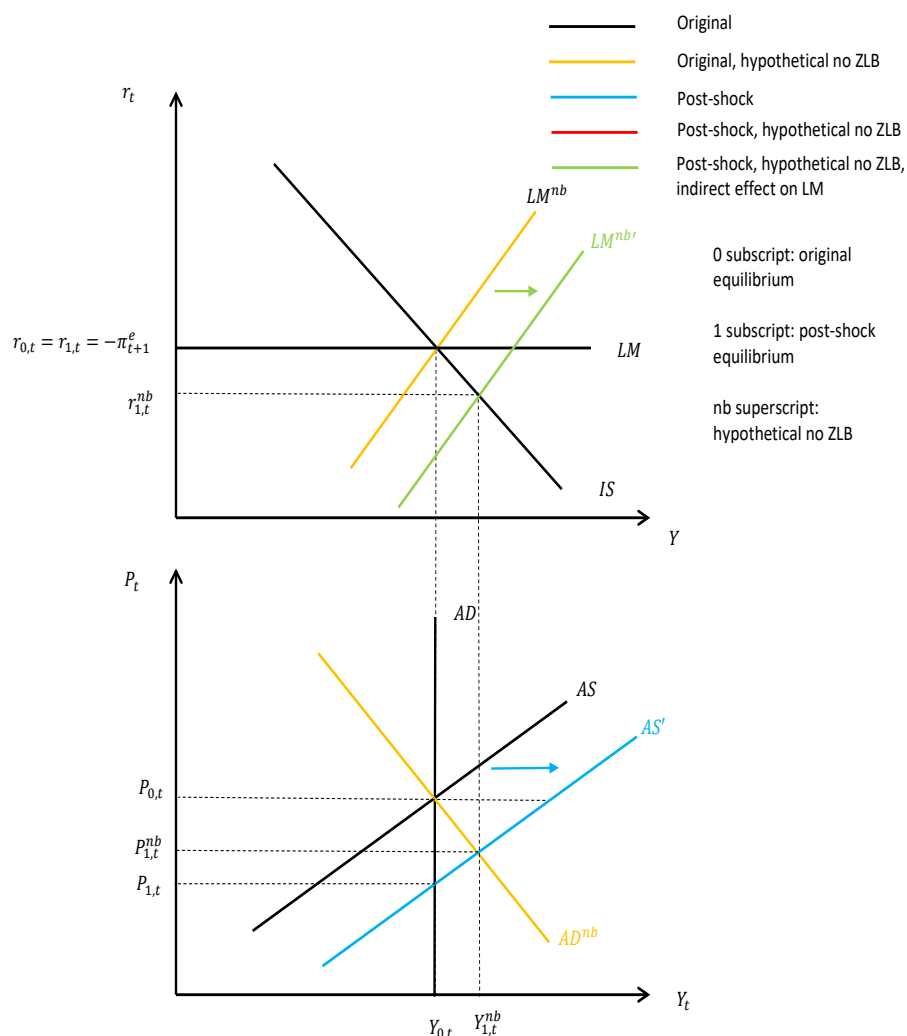 Original
Original, hypothetical no ZLB
Post-shock
Post-shock, hypothetical no ZLB
Post-shock, hypothetical no ZLB,
indirect effect on LM
0 subscript: original
equilibrium
1 subscript: post-shock
equilibrium
nb superscript:
hypothetical no ZLB
r_t
LM^{nb}
LM^{nb′}
r_{0,t} = r_{1,t} = −π^e_{t+1}
LM
r^{nb}_{1,t}
IS
Y
P_t
AD
AS
AS′
P_{0,t}
P^{nb}_{1,t}
P_{1,t}
AD^{nb}
Y_{0,t}
Y^{nb}_{1,t}
Y_t